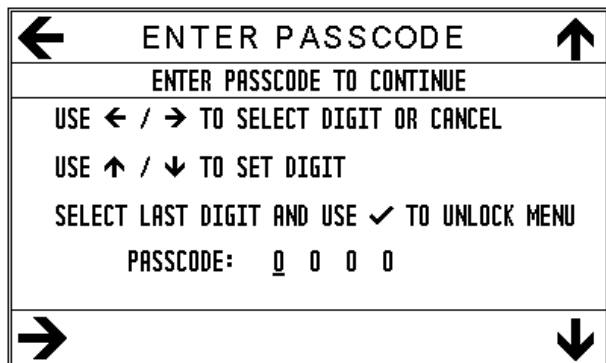 ENTER PASSCODE
ENTER PASSCODE TO CONTINUE
USE ← / → TO SELECT DIGIT OR CANCEL
USE ↑ / ↓ TO SET DIGIT
SELECT LAST DIGIT AND USE ✓ TO UNLOCK MENU
PASSCODE: 0 0 0 0